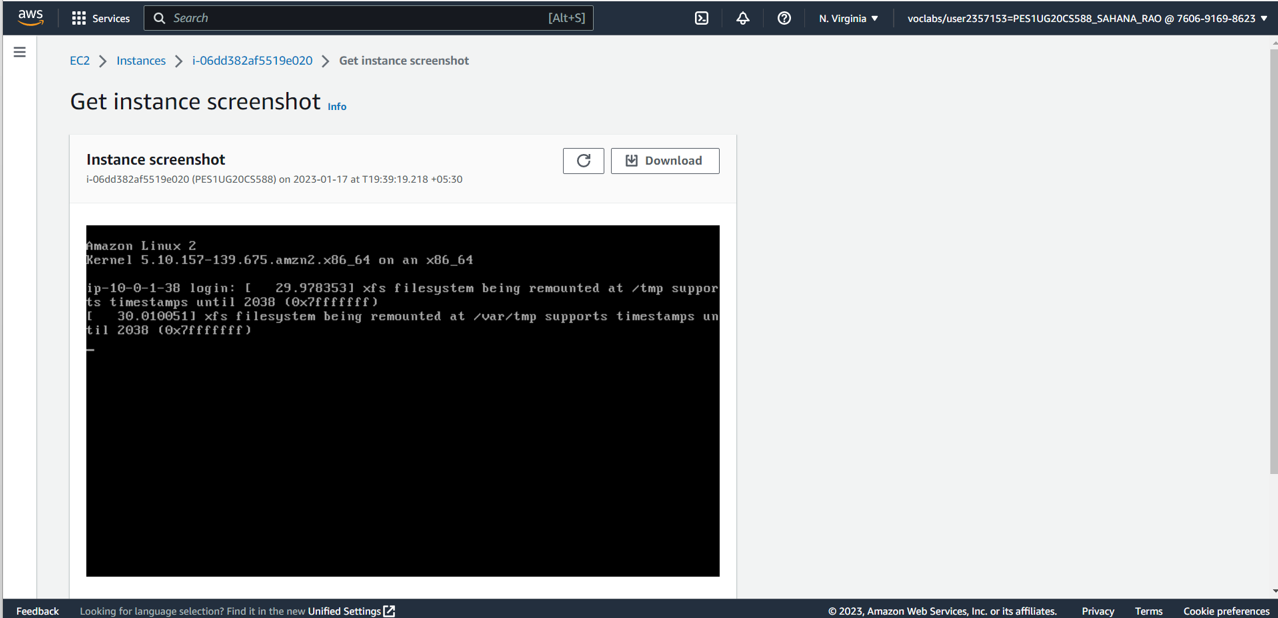 aws Services Search [Alt+S] N. Virginia voclabs/user2357153=PES1UG20CS588_SAHANA_RAO @ 7606-9169-8623
EC2 Instances i-06dd382af5519e020 Get instance screenshot
Get instance screenshot Info
Instance screenshot
Download
i-06dd382af5519e020 (PES1UG20CS588) on 2023-01-17 at T19:39:19.218 +05:30
Amazon Linux 2
Kernel 5.10.157-139.675.amzn2.x86_64 on an x86_64
ip-10-0-1-38 login: [   29.978353] xfs filesystem being remounted at /tmp suppor
ts timestamps until 2038 (0x7fffffff)
[   30.010051] xfs filesystem being remounted at /var/tmp supports timestamps un
til 2038 (0x7fffffff)
Feedback Looking for language selection? Find it in the new Unified Settings © 2023, Amazon Web Services, Inc. or its affiliates. Privacy Terms Cookie preferences